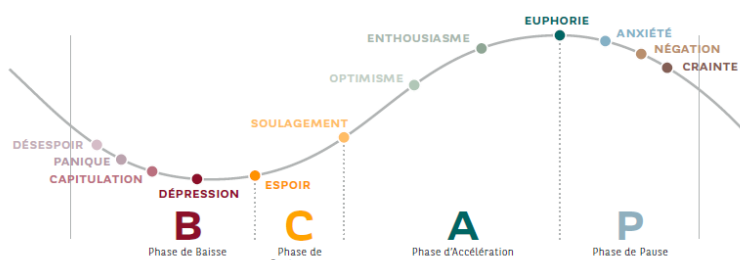 EUPHORIE
ANXIÉTÉ
ENTHOUSIASME
NÉGATION
CRAINTE
OPTIMISME
SOULAGEMENT
DÉSESPOIR
PANIQUE
CAPITULATION
ESPOIR
DÉPRESSION
B C A P
Phase de Baisse
Phase de
Phase d'Accélération
Phase de Pause